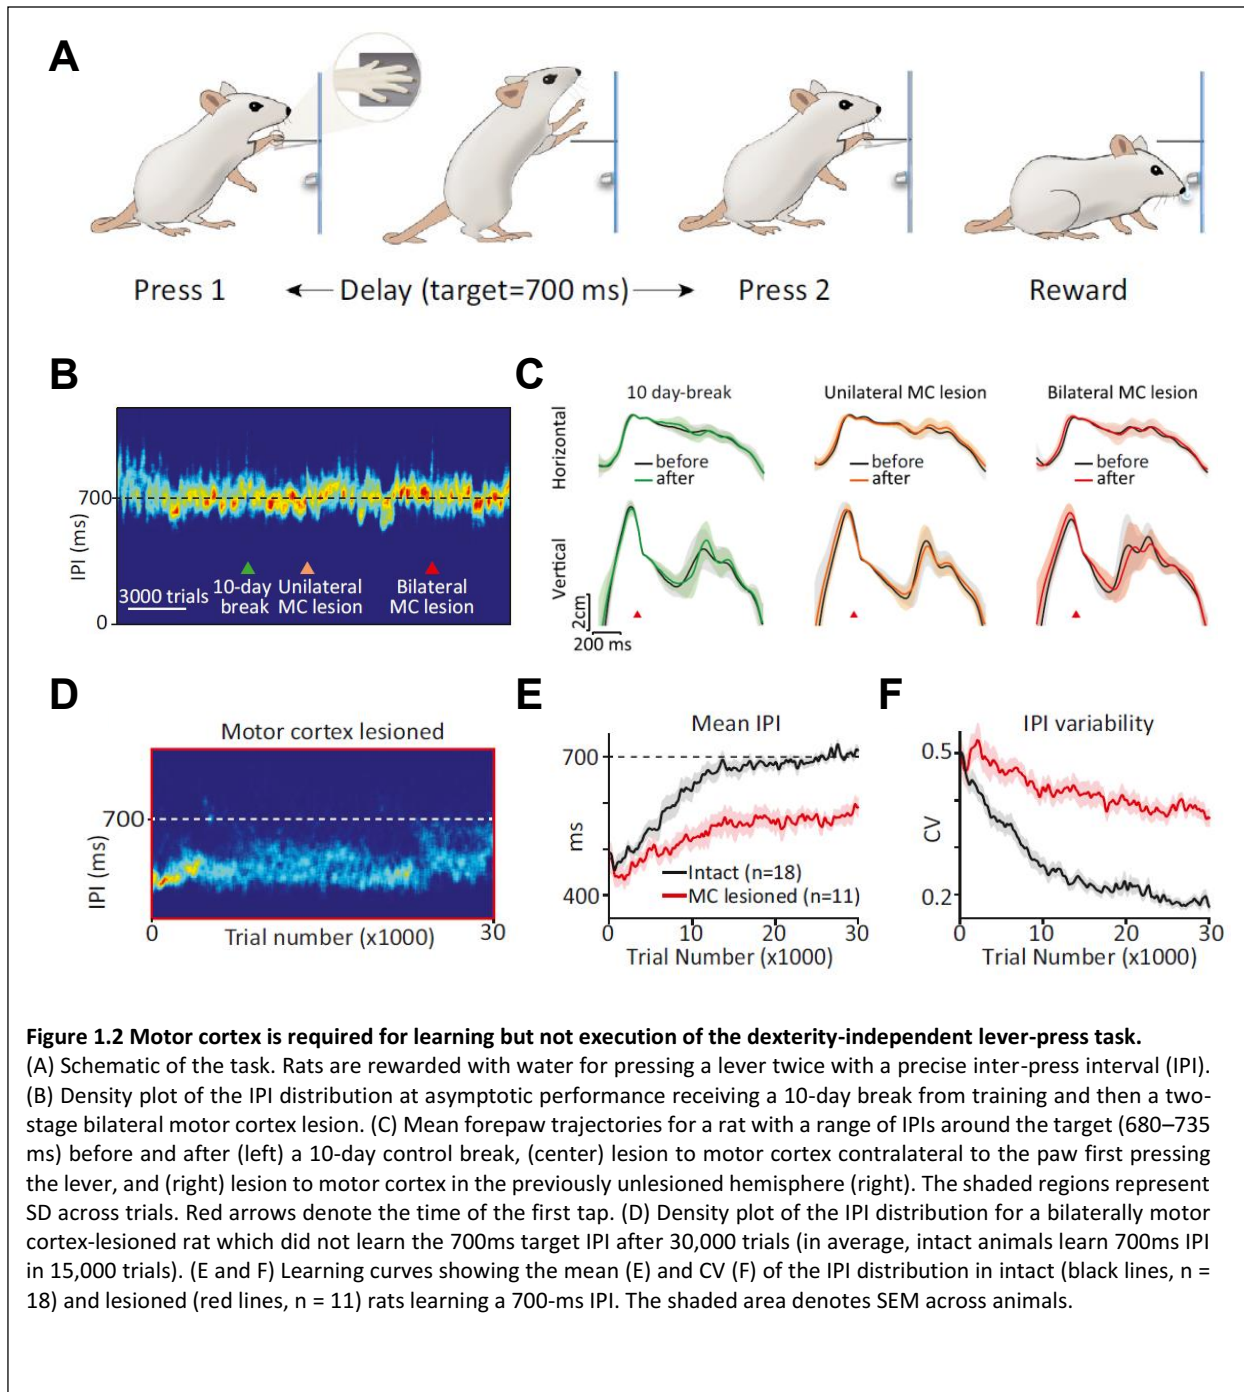 A
Press 1
Delay (target=700 ms)
Press 2
Reward
B
IPI (ms)
700
0
3000 trials
10-day
break
Unilateral
MC lesion
Bilateral
MC lesion
C
10 day-break
Unilateral MC lesion
Bilateral MC lesion
Horizontal
before
after
before
after
before
after
Vertical
2cm
200 ms
D
Motor cortex lesioned
IPI (ms)
700
0
30
Trial number (x1000)
E
Mean IPI
ms
700
400
Intact (n=18)
MC lesioned (n=11)
0
10
20
30
Trial Number (x1000)
F
IPI variability
CV
0.5
0.2
0
10
20
30
Trial Number (x1000)
Figure 1.2 Motor cortex is required for learning but not execution of the dexterity-independent lever-press task.
(A) Schematic of the task. Rats are rewarded with water for pressing a lever twice with a precise inter-press interval (IPI).
(B) Density plot of the IPI distribution at asymptotic performance receiving a 10-day break from training and then a two-
stage bilateral motor cortex lesion. (C) Mean forepaw trajectories for a rat with a range of IPIs around the target (680–735
ms) before and after (left) a 10-day control break, (center) lesion to motor cortex contralateral to the paw first pressing
the lever, and (right) lesion to motor cortex in the previously unlesioned hemisphere (right). The shaded regions represent
SD across trials. Red arrows denote the time of the first tap. (D) Density plot of the IPI distribution for a bilaterally motor
cortex-lesioned rat which did not learn the 700ms target IPI after 30,000 trials (in average, intact animals learn 700ms IPI
in 15,000 trials). (E and F) Learning curves showing the mean (E) and CV (F) of the IPI distribution in intact (black lines, n =
18) and lesioned (red lines, n = 11) rats learning a 700-ms IPI. The shaded area denotes SEM across animals.